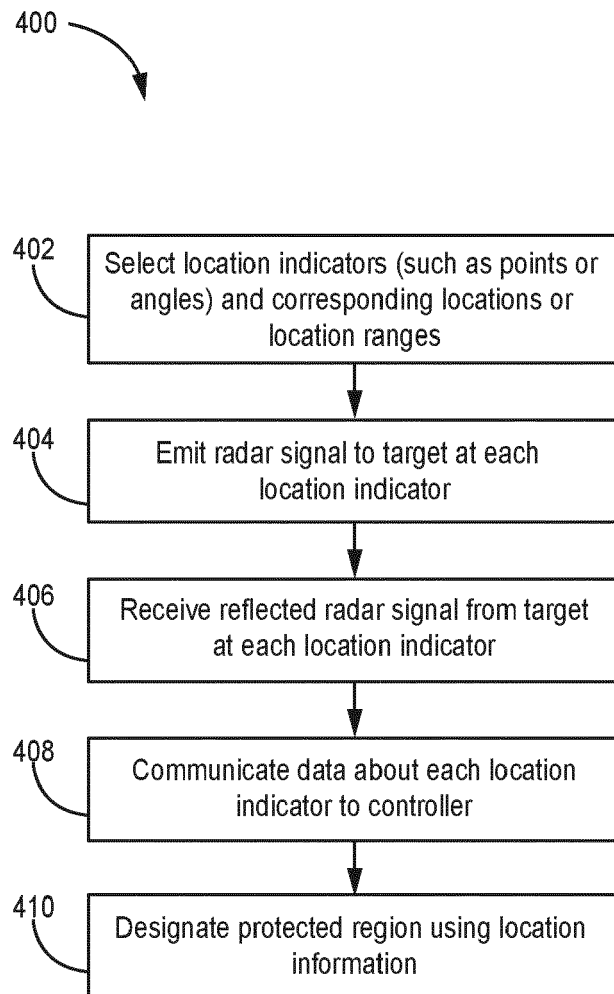 400
402
Select location indicators (such as points or
angles) and corresponding locations or
location ranges
404
Emit radar signal to target at each
location indicator
406
Receive reflected radar signal from target
at each location indicator
408
Communicate data about each location
indicator to controller
410
Designate protected region using location
information